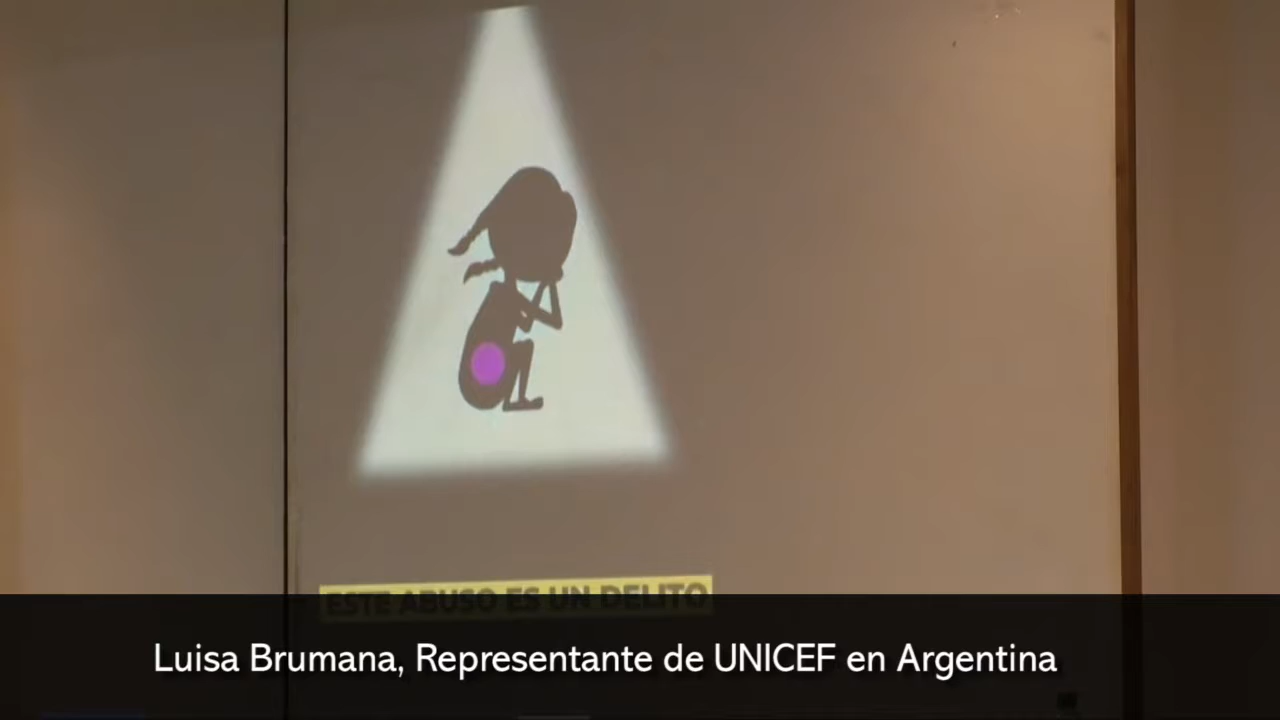 ESTE ABUSO ES UN DELITO
Luisa Brumana, Representante de UNICEF en Argentina